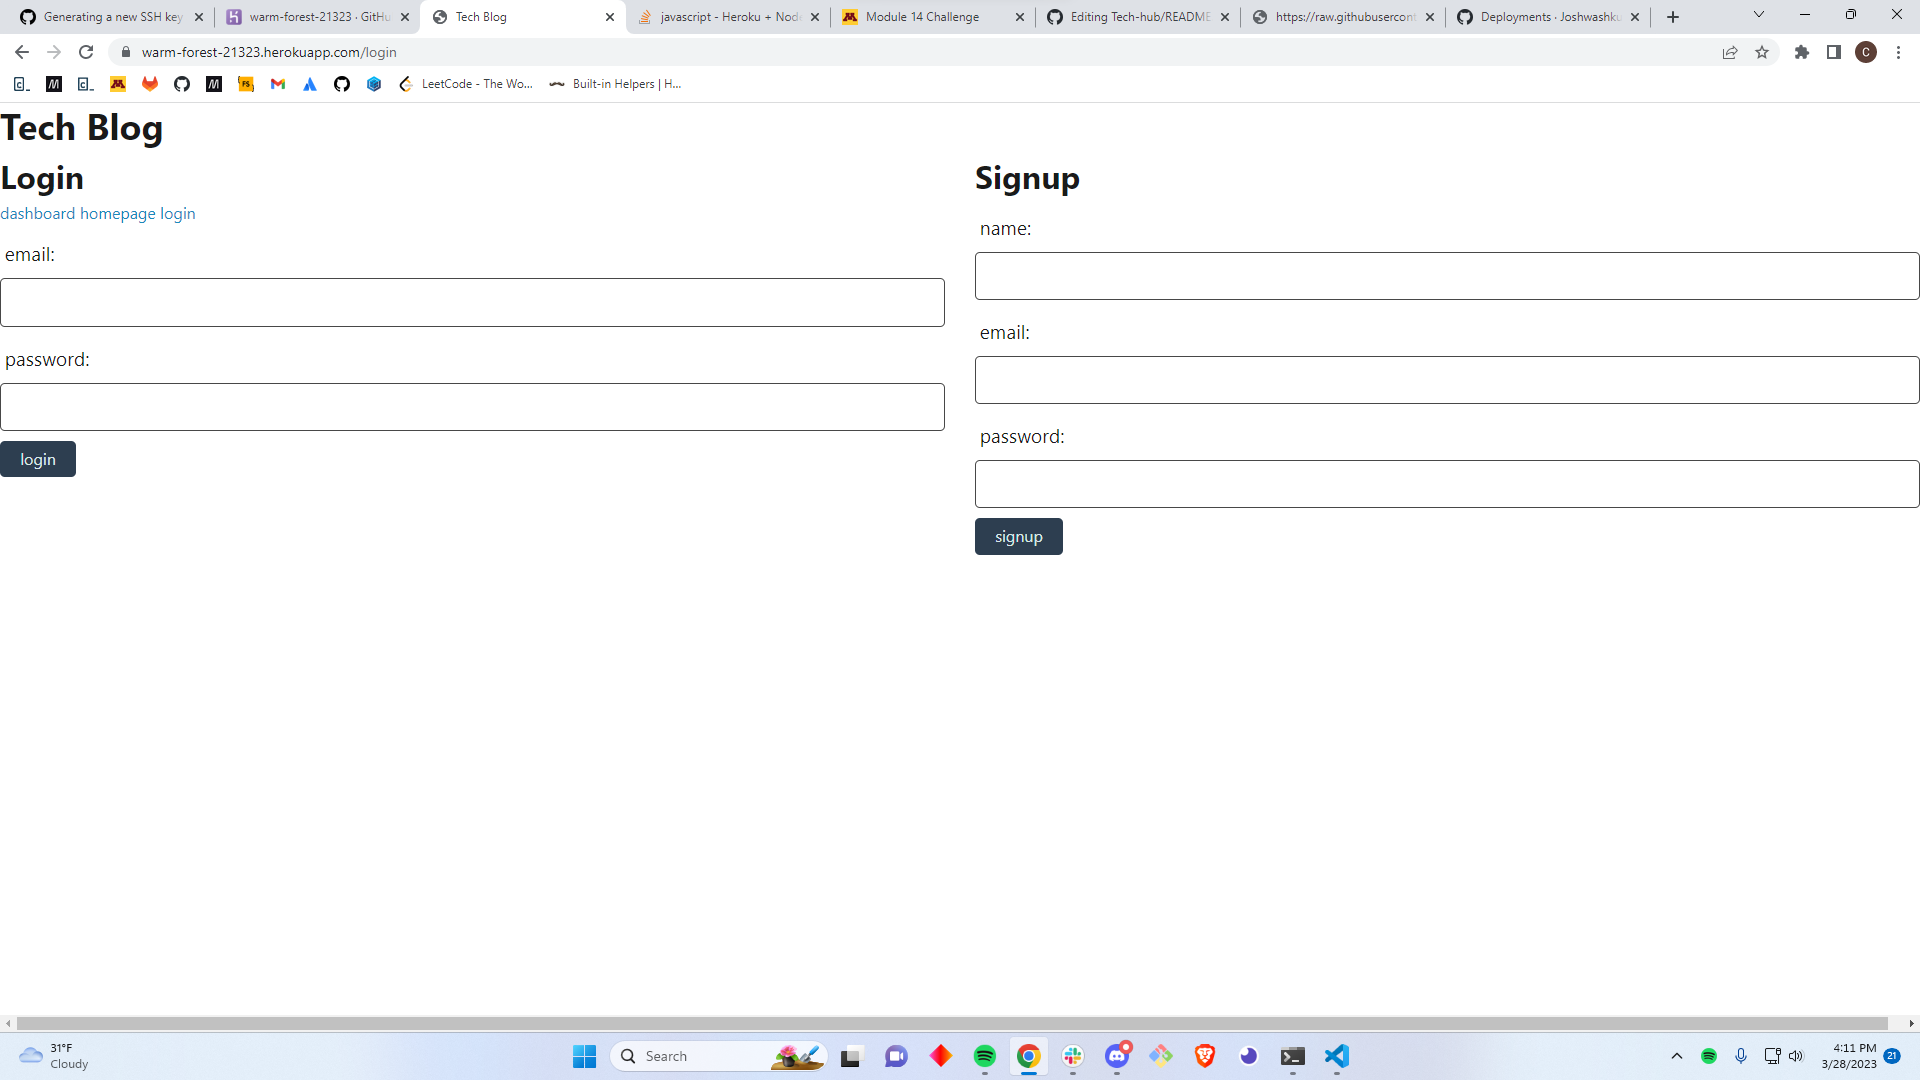 Generating a new SSH key
warm-forest-21323 · GitHu
Tech Blog
javascript - Heroku + Node
Module 14 Challenge
Editing Tech-hub/README
https://raw.githubusercont
Deployments · Joshwashku
warm-forest-21323.herokuapp.com/login
C
LeetCode - The Wo...
Built-in Helpers | H...
Tech Blog
Login
dashboard homepage login
email:
password:
login
Signup
name:
email:
password:
signup
31°F
Cloudy
Search
4:11 PM
3/28/2023
21